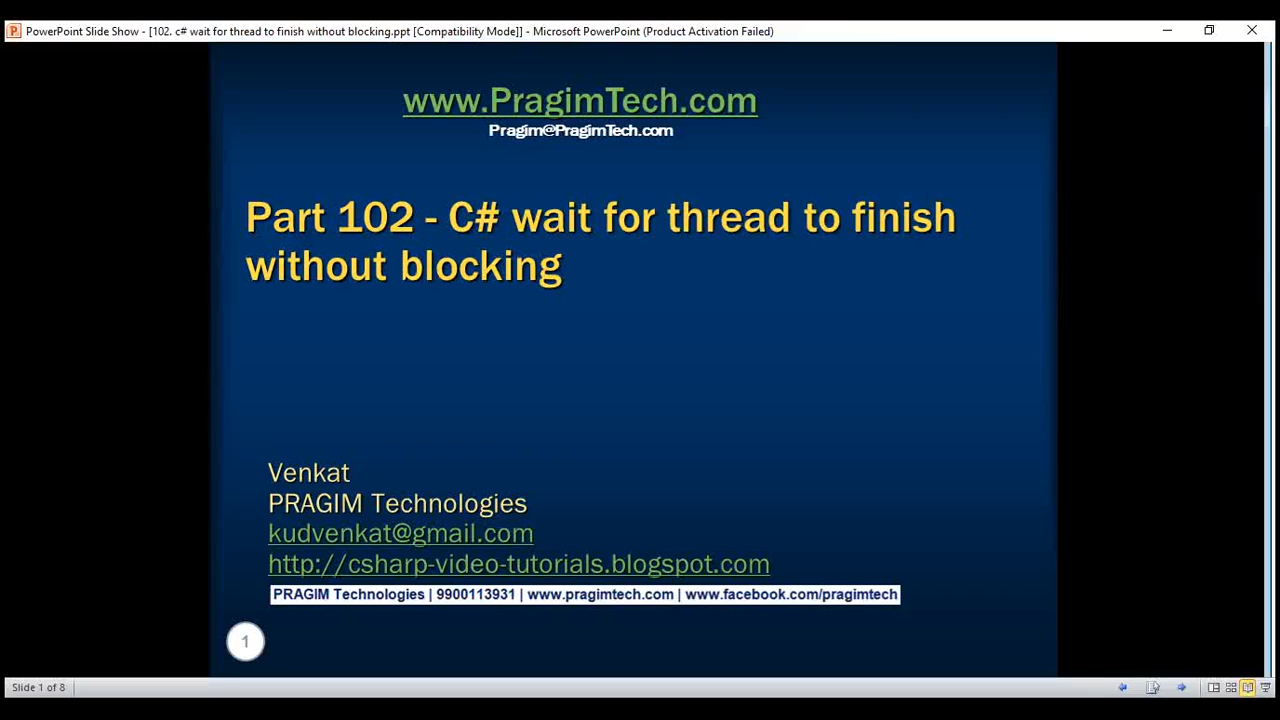 PowerPoint Slide Show - [102. c# wait for thread to finish without blocking.ppt [Compatibility Mode]] - Microsoft PowerPoint (Product Activation Failed)
www.PragimTech.com
Pragim@PragimTech.com
Part 102 - C# wait for thread to finish
without blocking
Venkat
PRAGIM Technologies
kudvenkat@gmail.com
http://csharp-video-tutorials.blogspot.com
PRAGIM Technologies | 9900113931 | www.pragimtech.com | www.facebook.com/pragimtech
1
Slide 1 of 8